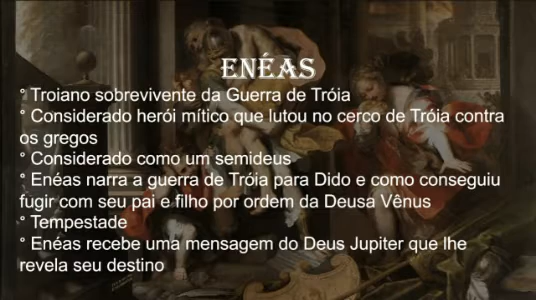 ENÉAS
° Troiano sobrevivente da Guerra de Tróia
° Considerado herói mítico que lutou no cerco de Tróia contra
os gregos
° Considerado como um semideus
° Enéas narra a guerra de Tróia para Dido e como conseguiu
fugir com seu pai e filho por ordem da Deusa Vênus
° Tempestade
° Enéas recebe uma mensagem do Deus Jupiter que lhe
revela seu destino